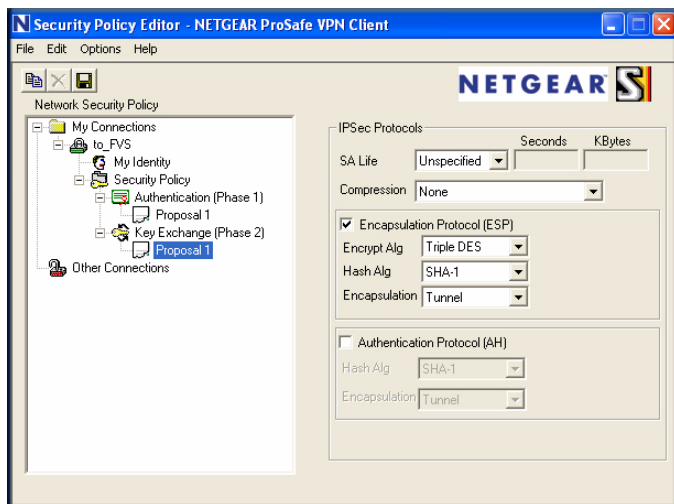 Security Policy Editor - NETGEAR ProSafe VPN Client
File Edit Options Help
NETGEAR
Network Security Policy
My Connections
to_FVS
My Identity
Security Policy
Authentication (Phase 1)
Proposal 1
Key Exchange (Phase 2)
Proposal 1
Other Connections
IPSec Protocols
Seconds KBytes
SA Life Unspecified
Compression None
Encapsulation Protocol (ESP)
Encrypt Alg Triple DES
Hash Alg SHA-1
Encapsulation Tunnel
Authentication Protocol (AH)
Hash Alg SHA-1
Encapsulation Tunnel